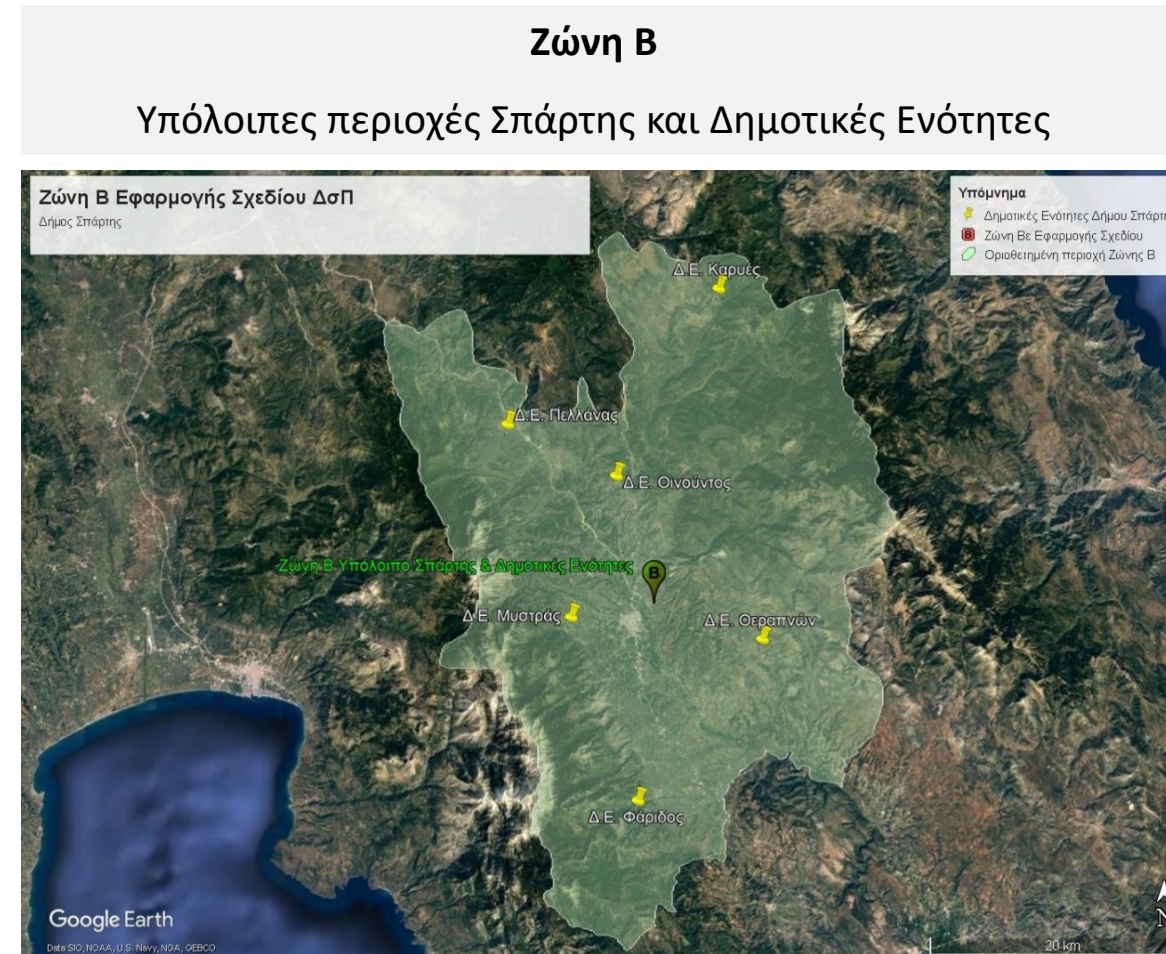 Ζώνη Β
Υπόλοιπες περιοχές Σπάρτης και Δημοτικές Ενότητες
Ζώνη Β Εφαρμογής Σχεδίου ΔσΠ
Δήμος Σπάρτης
Υπόμνημα
Δημοτικές Ενότητες Δήμου Σπάρτη
Β
Ζώνη Βε Εφαρμογής Σχεδίου
Οριοθετημένη περιοχή Ζώνης Β
Δ.Ε. Καρυές
Δ.Ε. Πελλάνας
Δ.Ε. Οινούντος
Ζώνη Β Υπόλοιπο Σπάρτης & Δημοτικές Ενότητες
Β
Δ.Ε. Μυστράς
Δ.Ε. Θεραπνών
Δ.Ε. Φάριδος
Google Earth
Data SIO, NOAA, U.S. Navy, NGA, GEBCO
20 km
N